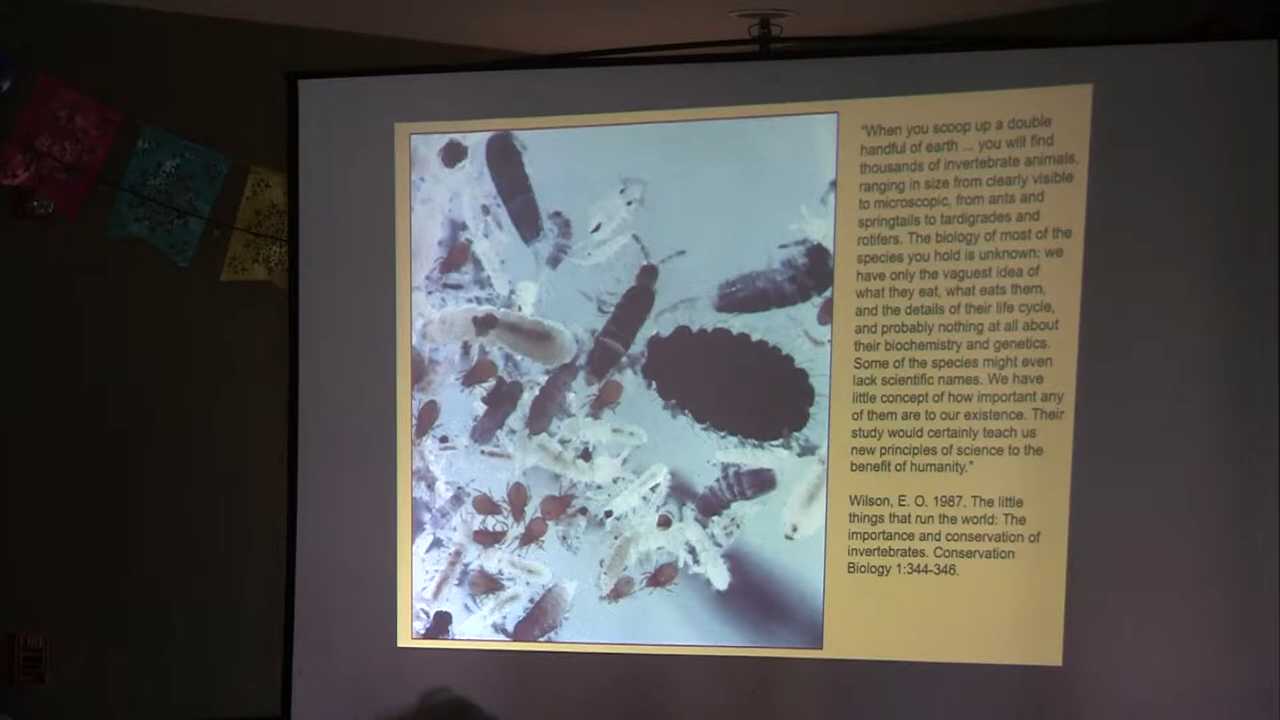 “When you scoop up a double
handful of earth ... you will find
thousands of invertebrate animals,
ranging in size from clearly visible
to microscopic, from ants and
springtails to tardigrades and
rotifers. The biology of most of the
species you hold is unknown: we
have only the vaguest idea of
what they eat, what eats them,
and the details of their life cycle,
and probably nothing at all about
their biochemistry and genetics.
Some of the species might even
lack scientific names. We have
little concept of how important any
of them are to our existence. Their
study would certainly teach us
new principles of science to the
benefit of humanity.”
Wilson, E. O. 1987. The little
things that run the world: The
importance and conservation of
invertebrates. Conservation
Biology 1:344-346.